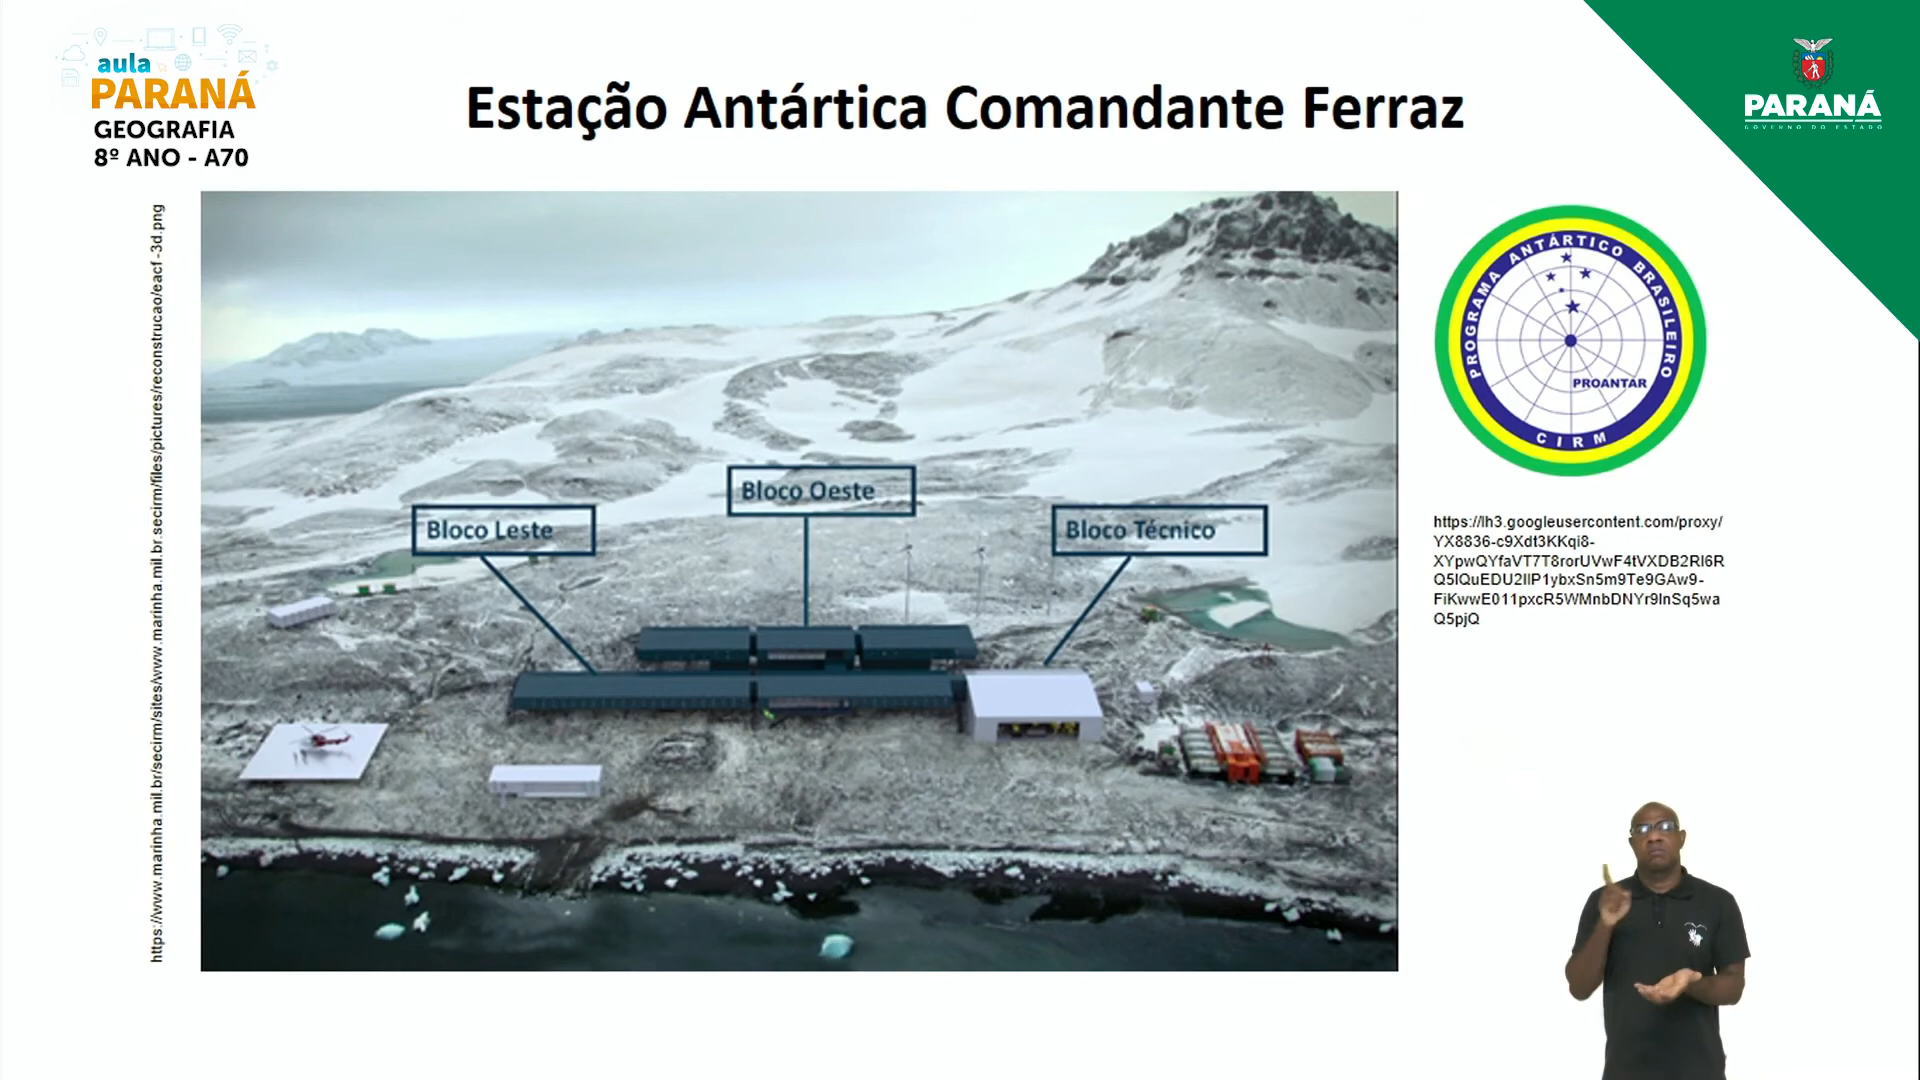 aula
PARANÁ
GEOGRAFIA
8º ANO - A70
Estação Antártica Comandante Ferraz
PARANÁ
GOVERNO DO ESTADO
https://www.marinha.mil.br/secirm/sites/www.marinha.mil.br.secirm/files/pictures/reconstrucao/eacf-3d.png
Bloco Leste
Bloco Oeste
Bloco Técnico
PROGRAMA ANTÁRTICO BRASILEIRO
PROANTAR
CIRM
https://lh3.googleusercontent.com/proxy/
YX8836-c9Xdt3KKqi8-
XYpwQYfaVT7T8rorUVwF4tVXDB2RI6R
Q5IQuEDU2IIP1ybxSn5m9Te9GAw9-
FiKwwE011pxcR5WMnbDNYr9InSq5wa
Q5pjQ